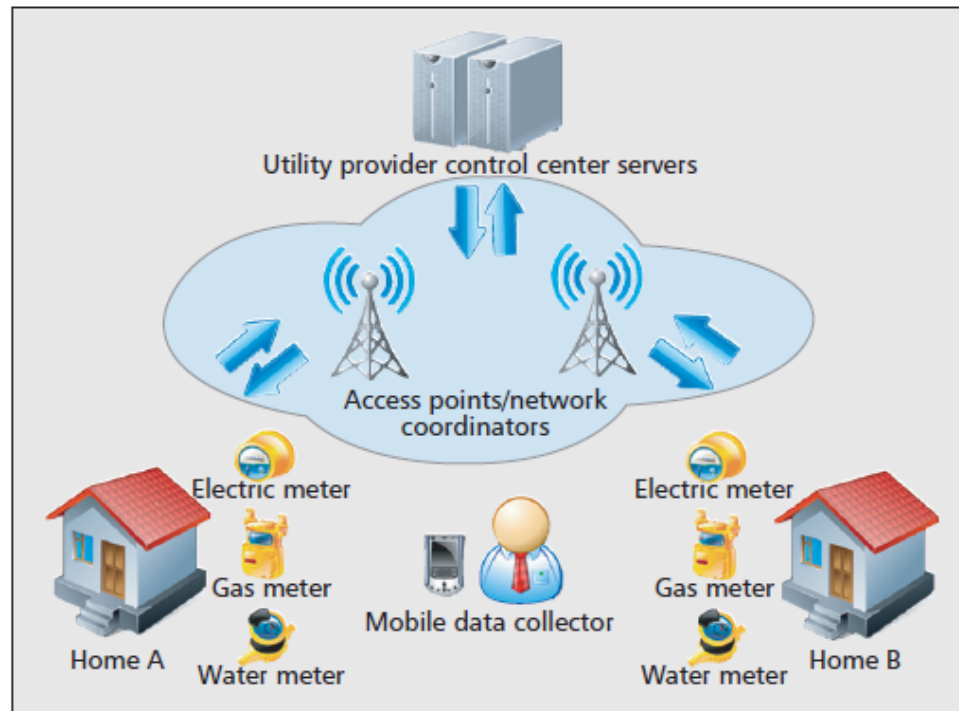 Utility provider control center servers
Access points/network
coordinators
Electric meter
Gas meter
Water meter
Home A
Mobile data collector
Electric meter
Gas meter
Water meter
Home B